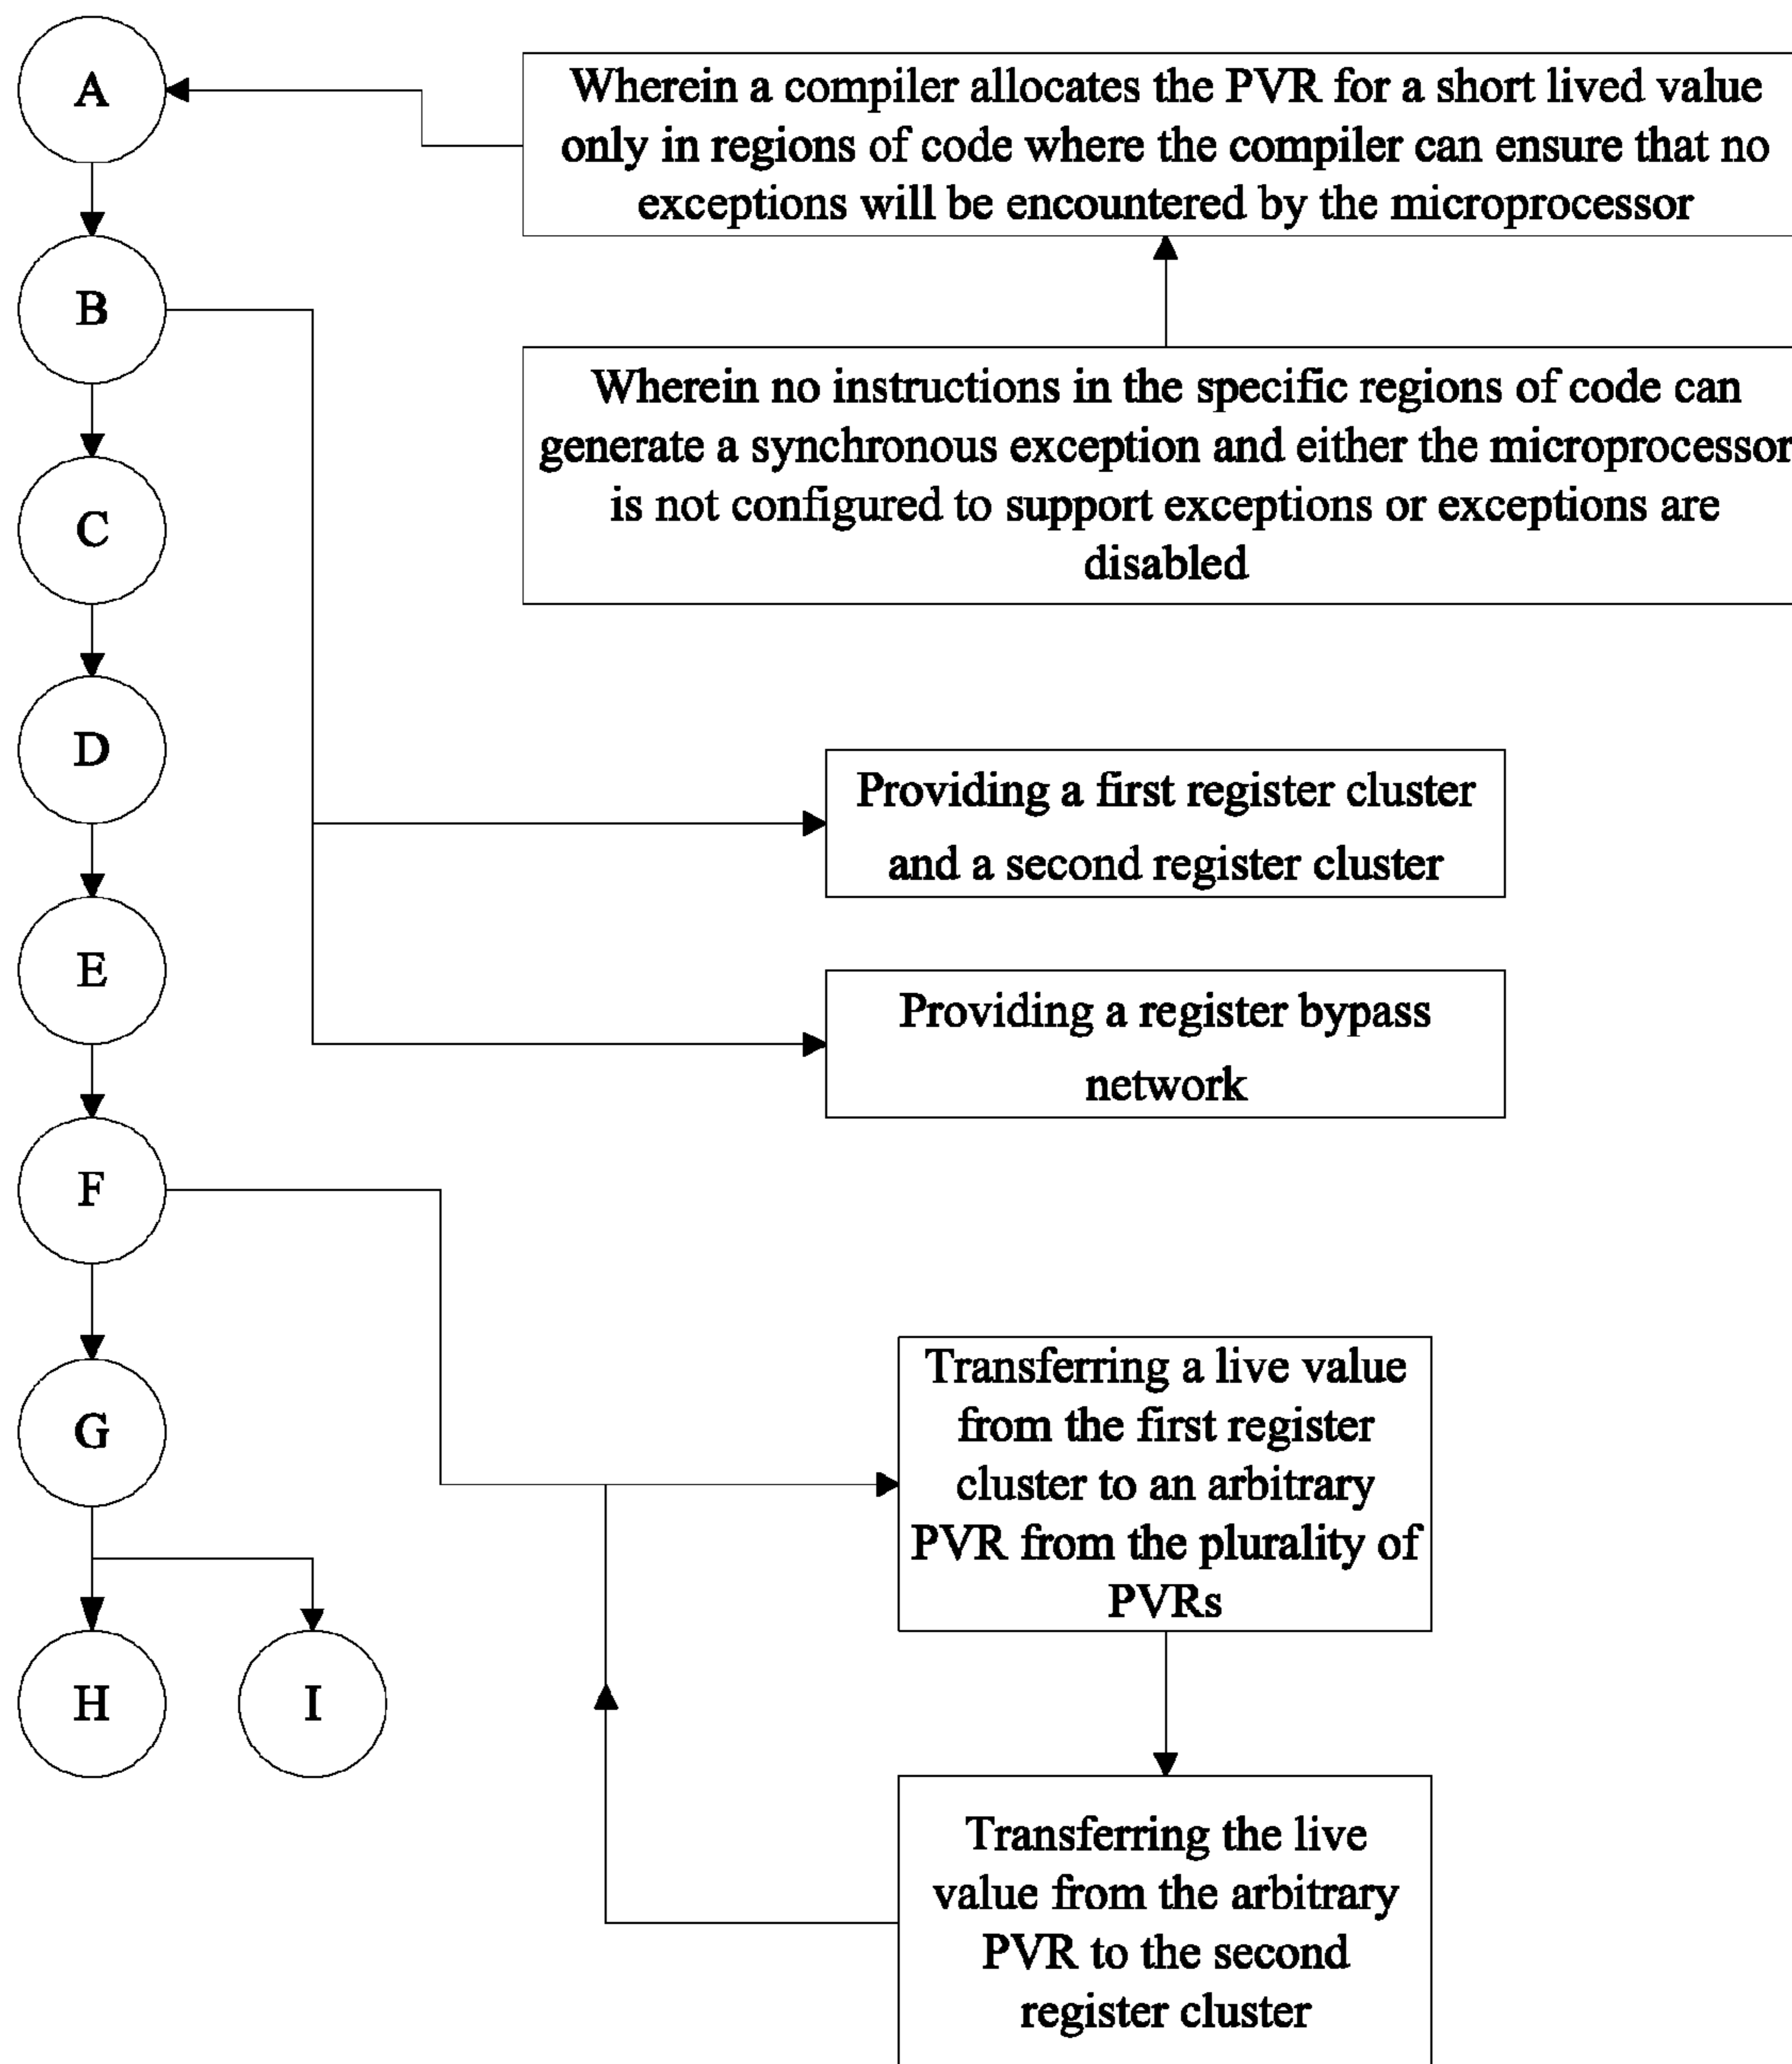 A
Wherein a compiler allocates the PVR for a short lived value
only in regions of code where the compiler can ensure that no
exceptions will be encountered by the microprocessor
B
Wherein no instructions in the specific regions of code can
generate a synchronous exception and either the microprocessor
is not configured to support exceptions or exceptions are
disabled
C
D
Providing a first register cluster
and a second register cluster
E
Providing a register bypass
network
F
G
Transferring a live value
from the first register
cluster to an arbitrary
PVR from the plurality of
PVRs
H
I
Transferring the live
value from the arbitrary
PVR to the second
register cluster